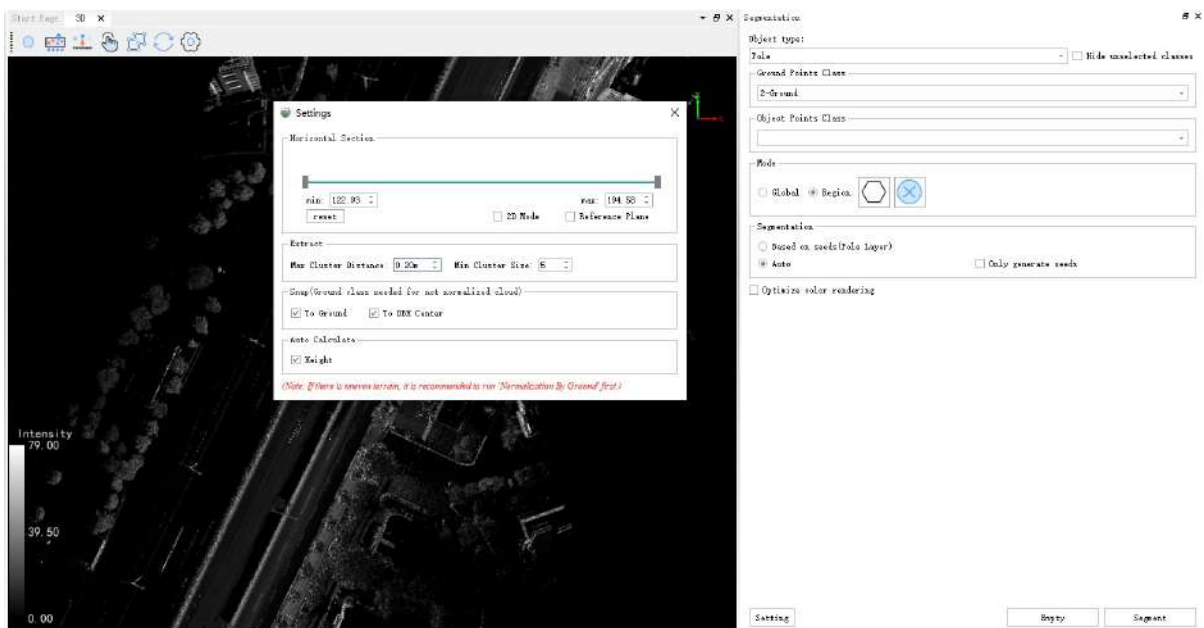 Start Page 3D
Segmentation
Object type:
Pole
Hide unselected classes
Ground Points Class
2-Ground
Object Points Class
Mode
Global Region
Segmentation
Based on seeds(Pole Layer)
Auto
Only generate seeds
Optimize color rendering
Setting
Empty
Segment
Settings
Horizontal Section
min: 122.93
max: 194.58
reset
2D Mode
Reference Plane
Extract
Max Cluster Distance: 0.20m
Min Cluster Size: 5
Snap(Ground class needed for not normalized cloud)
To Ground
To BBX Center
Auto Calculate
Height
(Note: If there is uneven terrain, it is recommended to run 'Normalization By Ground' first.)
Intensity
79.00
39.50
0.00